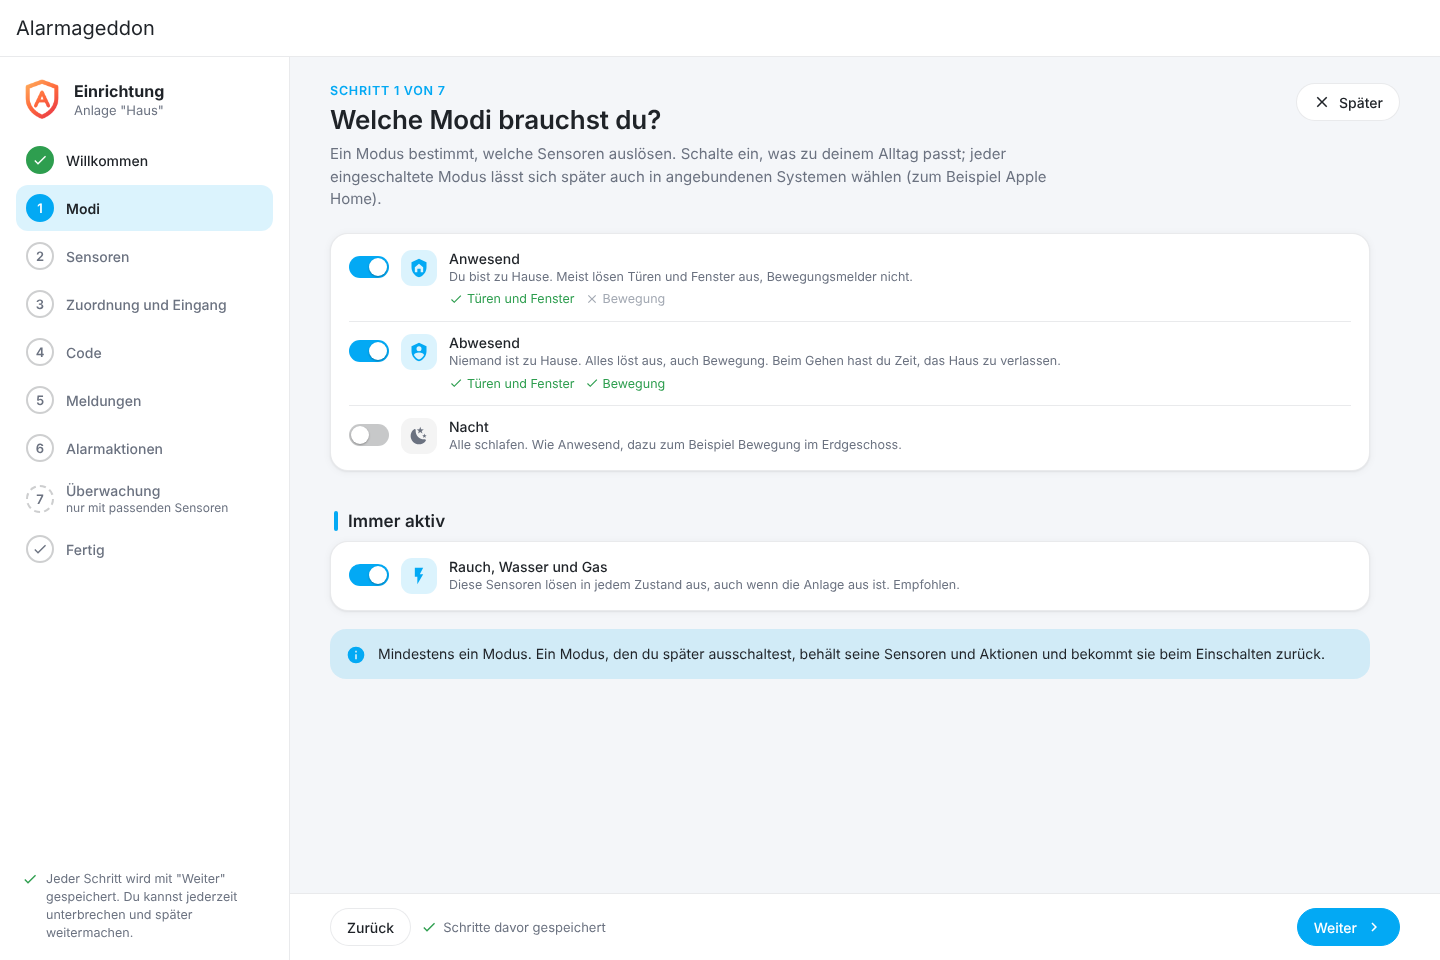 Alarmageddon
Einrichtung
Anlage "Haus"
Willkommen
1 Modi
2 Sensoren
3 Zuordnung und Eingang
4 Code
5 Meldungen
6 Alarmaktionen
7 Überwachung
nur mit passenden Sensoren
Fertig
Jeder Schritt wird mit "Weiter"
gespeichert. Du kannst jederzeit
unterbrechen und später
weitermachen.
SCHRITT 1 VON 7
Welche Modi brauchst du?
Ein Modus bestimmt, welche Sensoren auslösen. Schalte ein, was zu deinem Alltag passt; jeder
eingeschaltete Modus lässt sich später auch in angebundenen Systemen wählen (zum Beispiel Apple
Home).
Später
Anwesend
Du bist zu Hause. Meist lösen Türen und Fenster aus, Bewegungsmelder nicht.
Türen und Fenster Bewegung
Abwesend
Niemand ist zu Hause. Alles löst aus, auch Bewegung. Beim Gehen hast du Zeit, das Haus zu verlassen.
Türen und Fenster Bewegung
Nacht
Alle schlafen. Wie Anwesend, dazu zum Beispiel Bewegung im Erdgeschoss.
Immer aktiv
Rauch, Wasser und Gas
Diese Sensoren lösen in jedem Zustand aus, auch wenn die Anlage aus ist. Empfohlen.
Mindestens ein Modus. Ein Modus, den du später ausschaltest, behält seine Sensoren und Aktionen und bekommt sie beim Einschalten zurück.
Zurück
Schritte davor gespeichert
Weiter